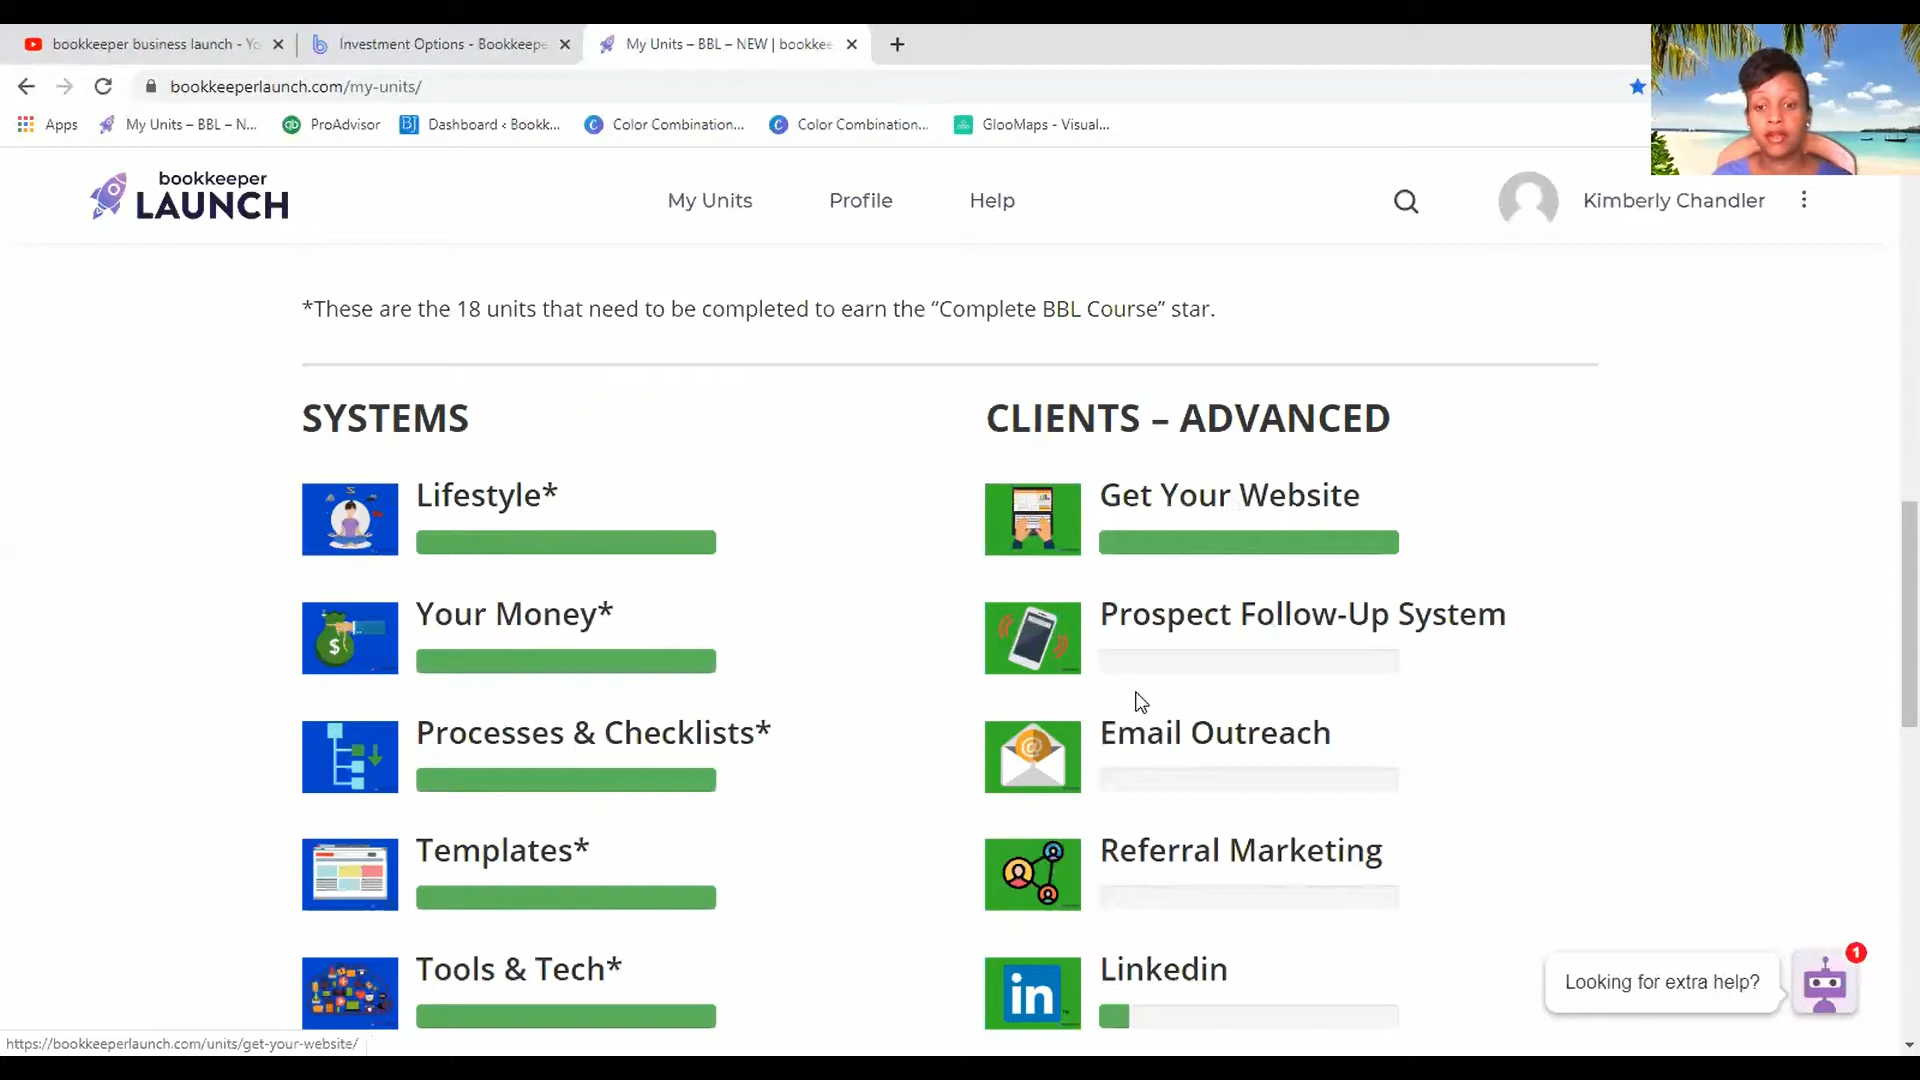 bookkeeper business launch - Yo
Investment Options - Bookkeepe
My Units – BBL – NEW | bookkee
bookkeeperlaunch.com/my-units/
Apps
My Units – BBL – N...
ProAdvisor
Dashboard ‹ Bookk...
Color Combination...
Color Combination...
GlooMaps - Visual...
bookkeeper
LAUNCH
My Units
Profile
Help
Kimberly Chandler
*These are the 18 units that need to be completed to earn the “Complete BBL Course” star.
SYSTEMS
CLIENTS – ADVANCED
Lifestyle*
Get Your Website
Your Money*
Prospect Follow-Up System
Processes & Checklists*
Email Outreach
Templates*
Referral Marketing
Tools & Tech*
in
Linkedin
Looking for extra help?
1
https://bookkeeperlaunch.com/units/get-your-website/